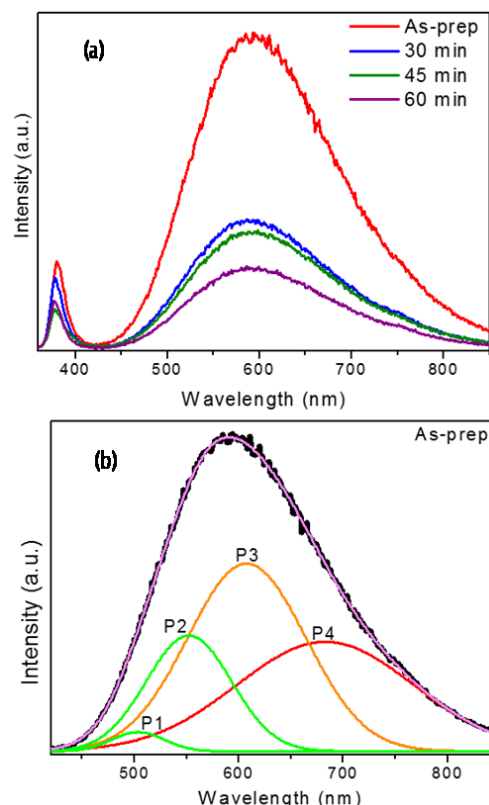 (a)
As-prep
30 min
45 min
60 min
Intensity (a.u.)
400 500 600 700 800
Wavelength (nm)
(b)
As-prep
P3
P2
P4
P1
Intensity (a.u.)
500 600 700 800
Wavelength (nm)